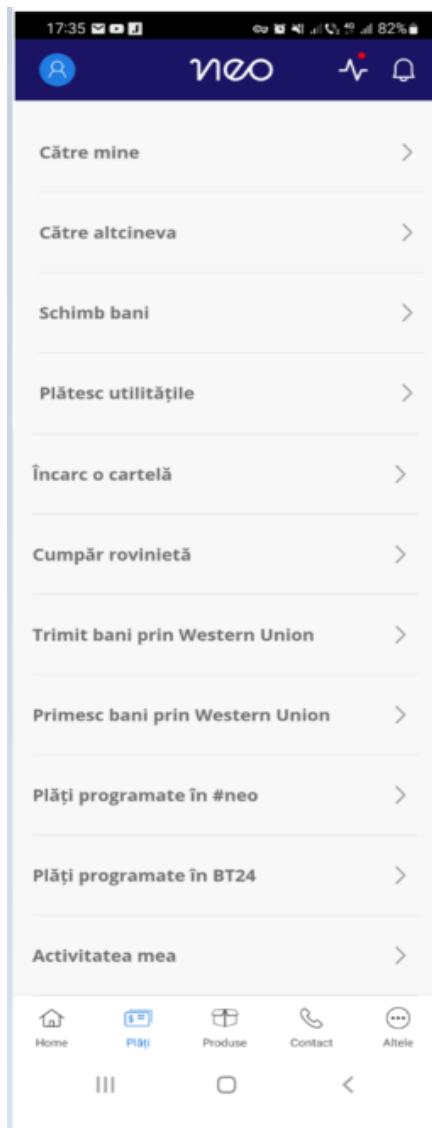 17:35 82%
neo
Către mine
Către altcineva
Schimb bani
Plătesc utilitățile
Încarc o cartelă
Cumpăr rovinietă
Trimit bani prin Western Union
Primesc bani prin Western Union
Plăți programate în #neo
Plăți programate în BT24
Activitatea mea
Home Plăți Produse Contact Altele